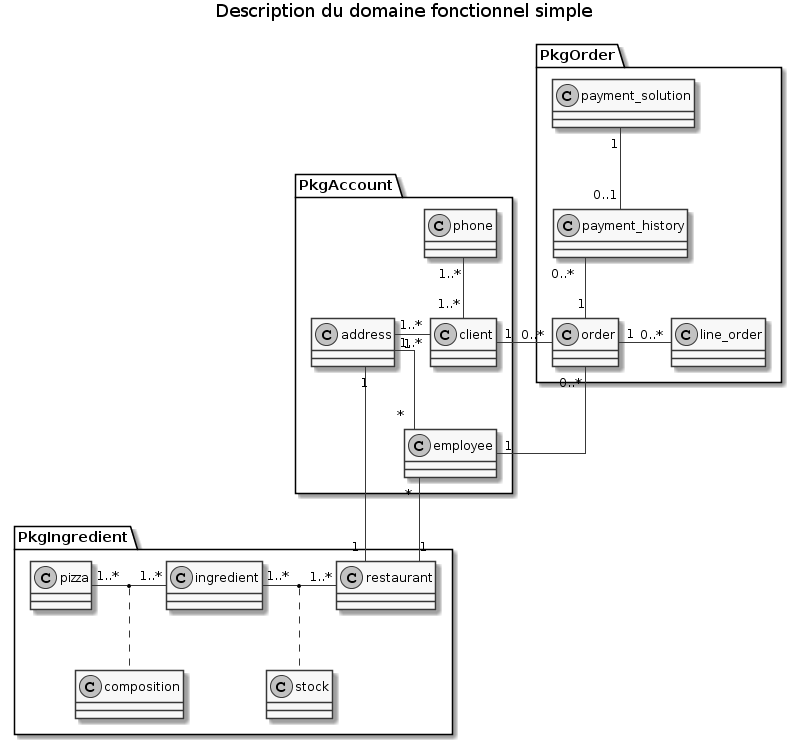 Description du domaine fonctionnel simple
PkgOrder
C payment_solution
1
0..1
PkgAccount
C phone
C payment_history
1..*
0..*
1..*
1
C address
1..*
C client
1
0..*
C order
1
0..*
C line_order
1
1..*
1
0..*
*
C employee
1
*
PkgIngredient
1
1
C pizza
1..*
1..*
C ingredient
1..*
1..*
C restaurant
C composition
C stock